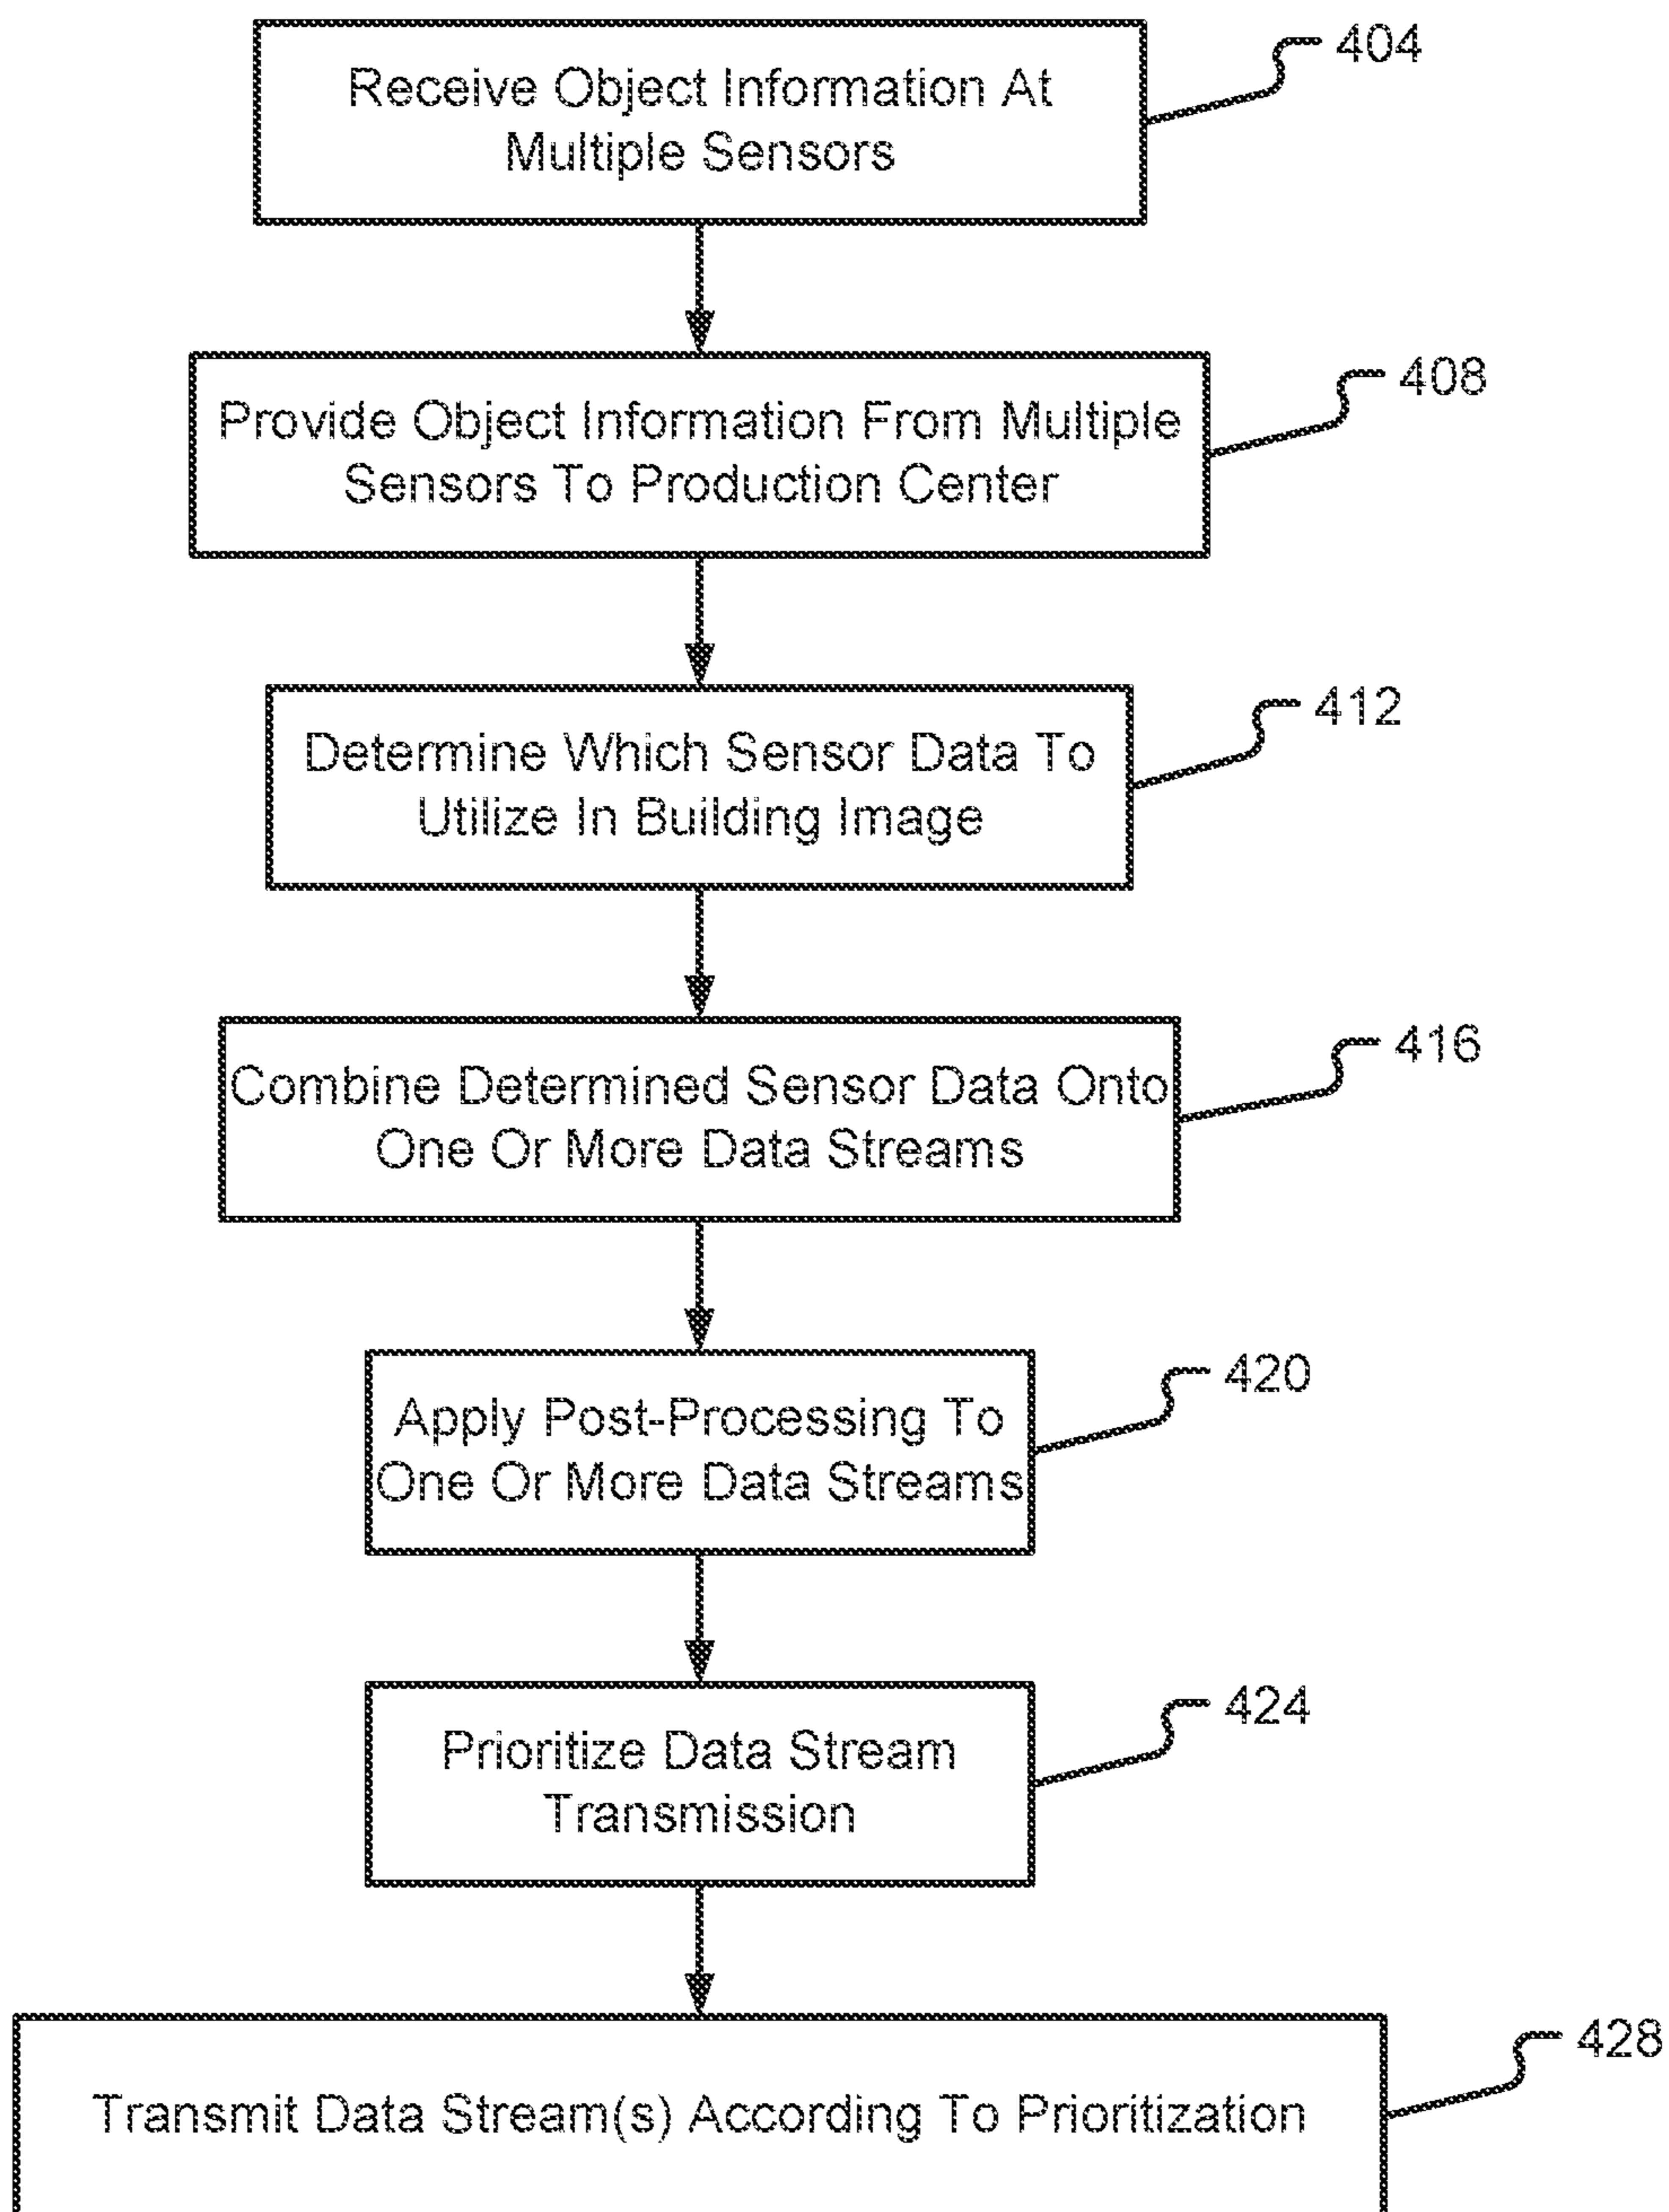 Receive Object Information At
Multiple Sensors
404
Provide Object Information From Multiple
Sensors To Production Center
408
Determine Which Sensor Data To
Utilize In Building Image
412
Combine Determined Sensor Data Onto
One Or More Data Streams
416
Apply Post-Processing To
One Or More Data Streams
420
Prioritize Data Stream
Transmission
424
Transmit Data Stream(s) According To Prioritization
428